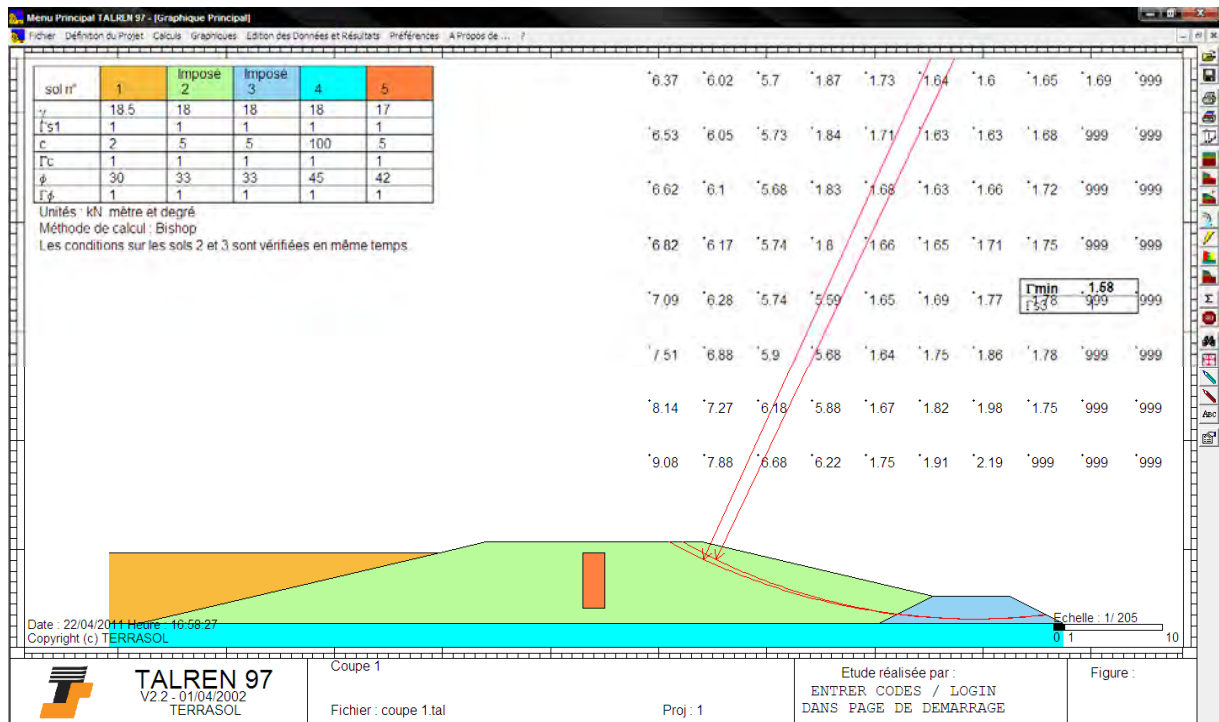 Menu Principal TALREN 97 - [Graphique Principal]
Fichier Définition du Projet Calculs Graphiques Edition des Données et Résultats Préférences A Propos de ... ?
sol n° 1 Imposé 2 Imposé 3 4 5
γ 18.5 18 18 18 17
Γs1 1 1 1 1 1
c 2 5 5 100 5
Γc 1 1 1 1 1
ϕ 30 33 33 45 42
Γϕ 1 1 1 1 1
Unités : kN mètre et degré
Méthode de calcul : Bishop
Les conditions sur les sols 2 et 3 sont vérifiées en même temps.
6.37 6.02 5.7 1.87 1.73 1.64 1.6 1.65 1.69 999
6.53 6.05 5.73 1.84 1.71 1.63 1.63 1.68 999 999
6.62 6.1 5.68 1.83 1.68 1.63 1.66 1.72 999 999
6.82 6.17 5.74 1.8 1.66 1.65 1.71 1.75 999 999
Γmin 1.58
7.09 6.28 5.74 5.59 1.65 1.69 1.77 1.78 999 999
Γs3
7.51 6.88 5.9 5.68 1.64 1.75 1.86 1.78 999 999
8.14 7.27 6.18 5.88 1.67 1.82 1.98 1.75 999 999
9.08 7.88 6.68 6.22 1.75 1.91 2.19 999 999 999
Date : 22/04/2011 Heure : 16:58:27
Copyright (c) TERRASOL
Echelle : 1/ 205
0 1 10
TALREN 97
V2.2 - 01/04/2002
TERRASOL
Coupe 1
Fichier : coupe 1.tal
Proj : 1
Etude réalisée par :
ENTRER CODES / LOGIN
DANS PAGE DE DEMARRAGE
Figure :
Σ
ABC